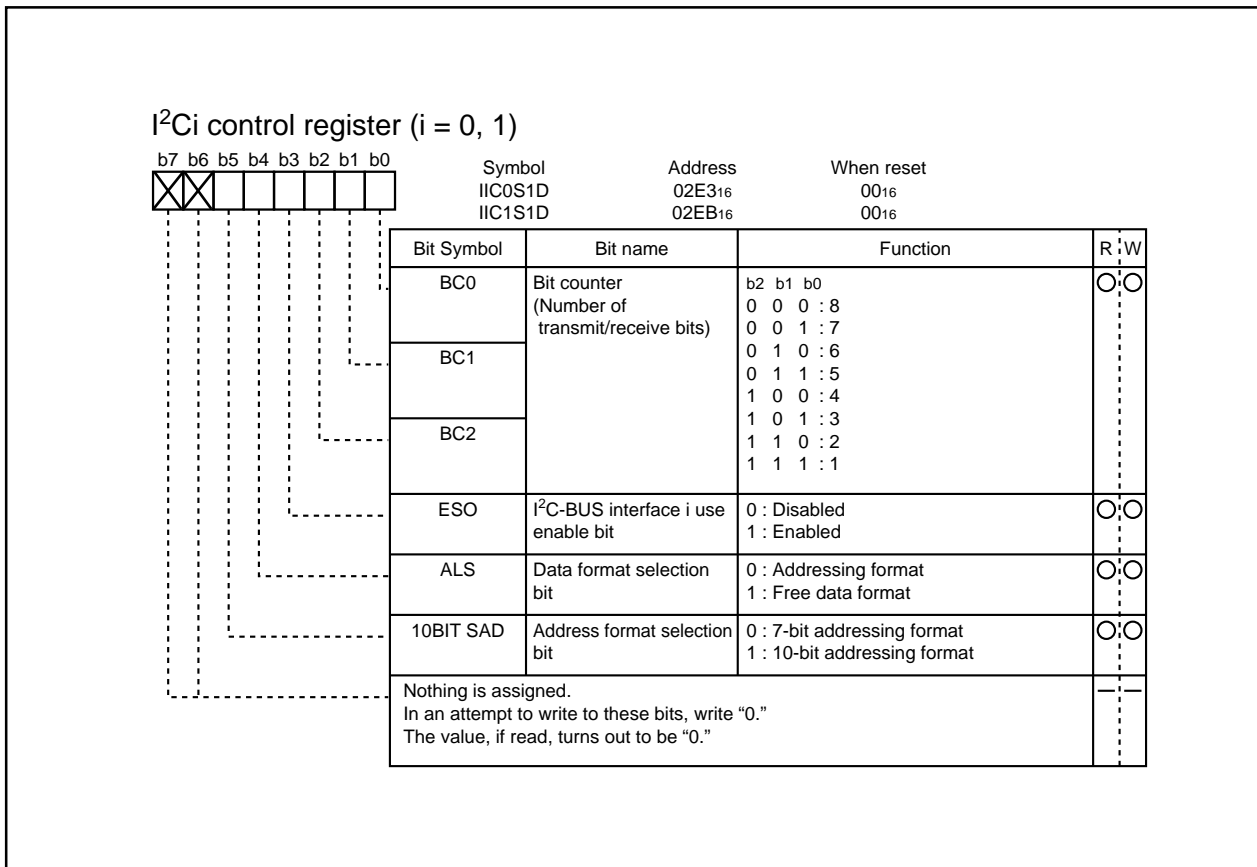 I²Ci control register (i = 0, 1)
b7 b6 b5 b4 b3 b2 b1 b0
Symbol Address When reset
IIC0S1D 02E316 0016
IIC1S1D 02EB16 0016
Bit Symbol Bit name Function R W
BC0 Bit counter b2 b1 b0
(Number of 0 0 0 : 8
transmit/receive bits) 0 0 1 : 7
BC1 0 1 0 : 6
0 1 1 : 5
1 0 0 : 4
1 0 1 : 3
BC2 1 1 0 : 2
1 1 1 : 1
ESO I²C-BUS interface i use 0 : Disabled
enable bit 1 : Enabled
ALS Data format selection 0 : Addressing format
bit 1 : Free data format
10BIT SAD Address format selection 0 : 7-bit addressing format
bit 1 : 10-bit addressing format
Nothing is assigned. — —
In an attempt to write to these bits, write “0.”
The value, if read, turns out to be “0.”